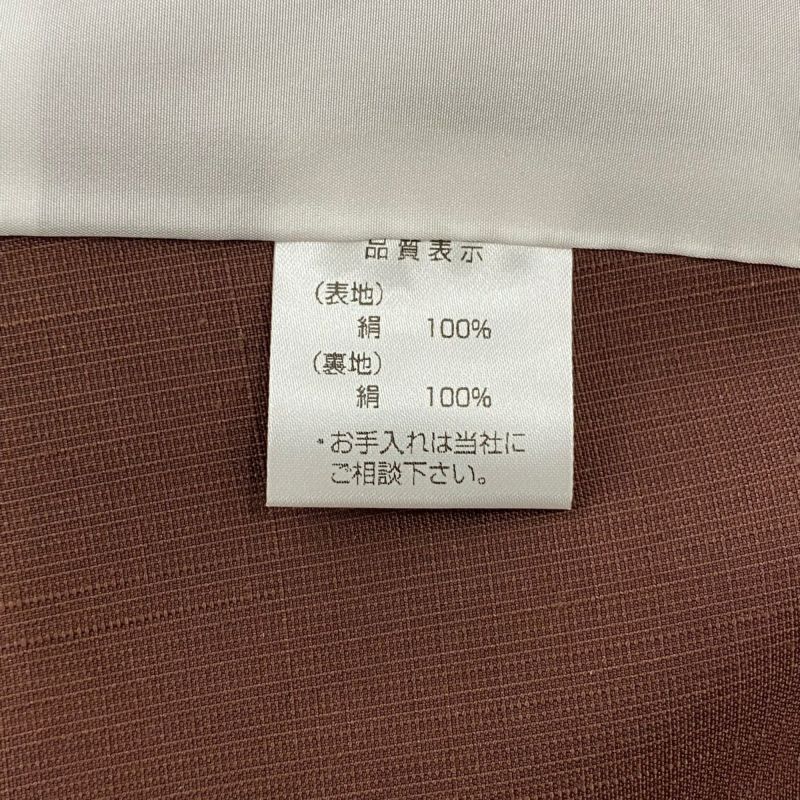 品質表示
(表地)
絹 100%
(裏地)
絹 100%
*お手入れは当社に
ご相談下さい。